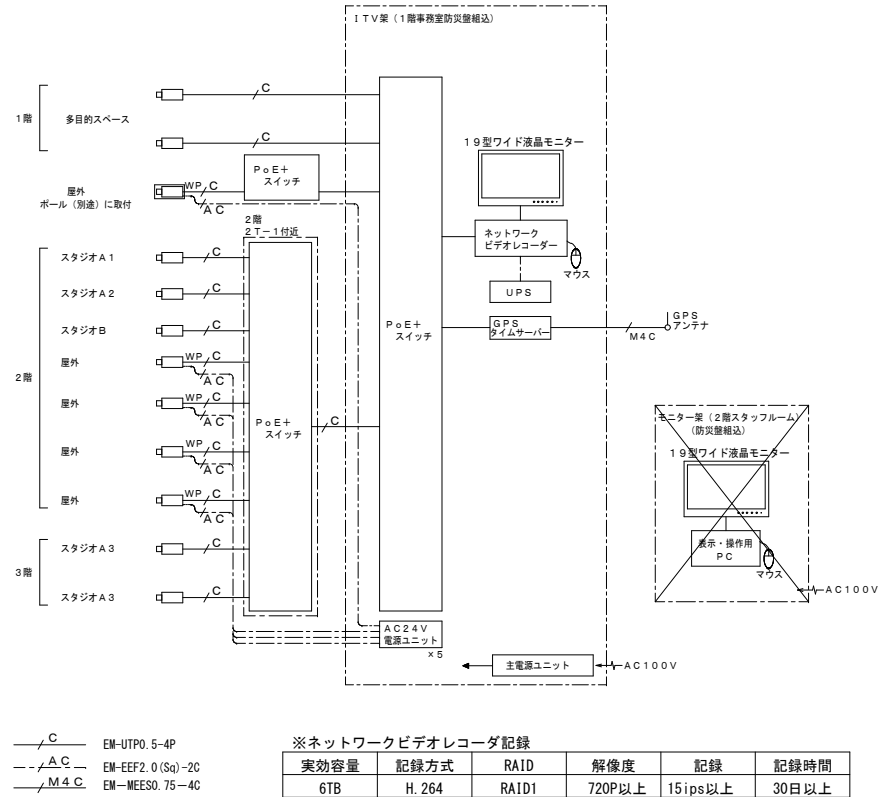 ITV架（1階事務室防災盤組込）
C
1階
多目的スペース
C
19型ワイド液晶モニター
PoE+
スイッチ
WP
C
屋外
ポール（別途）に取付
AC
2階
2T-1付近
ネットワーク
ビデオレコーダー
マウス
スタジオA1
C
UPS
スタジオA2
C
GPS
タイムサーバー
GPS
アンテナ
M4C
スタジオB
C
PoE+
スイッチ
2階
屋外
WP
C
AC
屋外
WP
C
AC
PoE+
スイッチ
C
屋外
WP
C
AC
屋外
WP
C
AC
モニター架（2階スタッフルーム）
（防災盤組込）
19型ワイド液晶モニター
表示・操作用
PC
マウス
AC100V
3階
スタジオA3
C
スタジオA3
C
AC24V
電源ユニット
×5
主電源ユニット
AC100V
C EM-UTP0.5-4P
AC EM-EEF2.0(Sq)-2C
M4C EM-MEES0.75-4C
※ネットワークビデオレコーダ記録
実効容量 記録方式 RAID 解像度 記録 記録時間
6TB H.264 RAID1 720P以上 15ips以上 30日以上